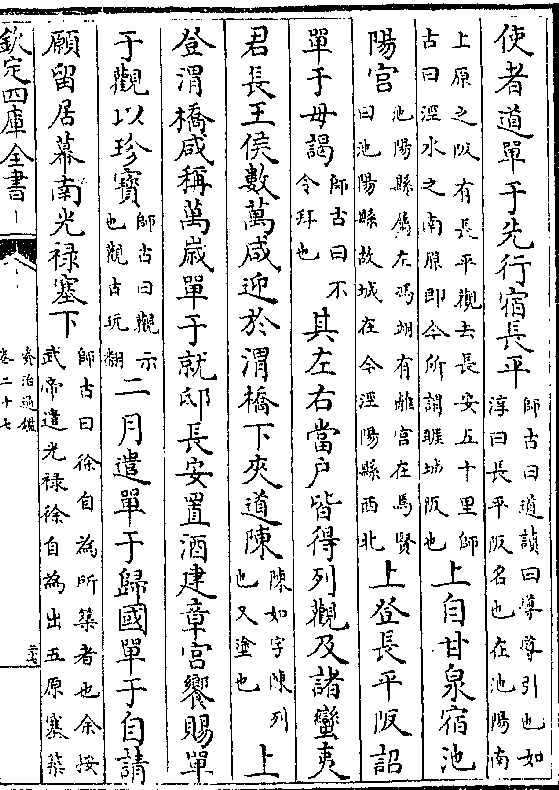 使者道單于先行宿長平師古曰道讀曰導導引也如
淳曰長平阪名也在池陽南
上原之阪有長平觀去長安五十里師
古曰涇水之南原即今所謂睦城阪也上自甘泉宿池
陽宮池陽縣屬左馮翊有離宮在焉賢
曰池陽縣故城在今涇陽縣西北上登長平阪詔
單于毋謁師古曰不
令拜也其左右當户皆得列觀及諸蠻夷
君長王侯數萬咸迎於渭橋下夾道陳陳如字陳列
也又塗也上
登渭橋咸稱萬歲單于就邸長安置酒建章宮饗賜單
于觀以珍寶師古曰觀示
也觀古玩翻二月遣單于歸國單于自請
願留居幕南光禄塞下師古曰徐自為所築者也余按
武帝遣光禄徐自為出五原塞築
欽定四庫全書
資治通鑑
卷二十七